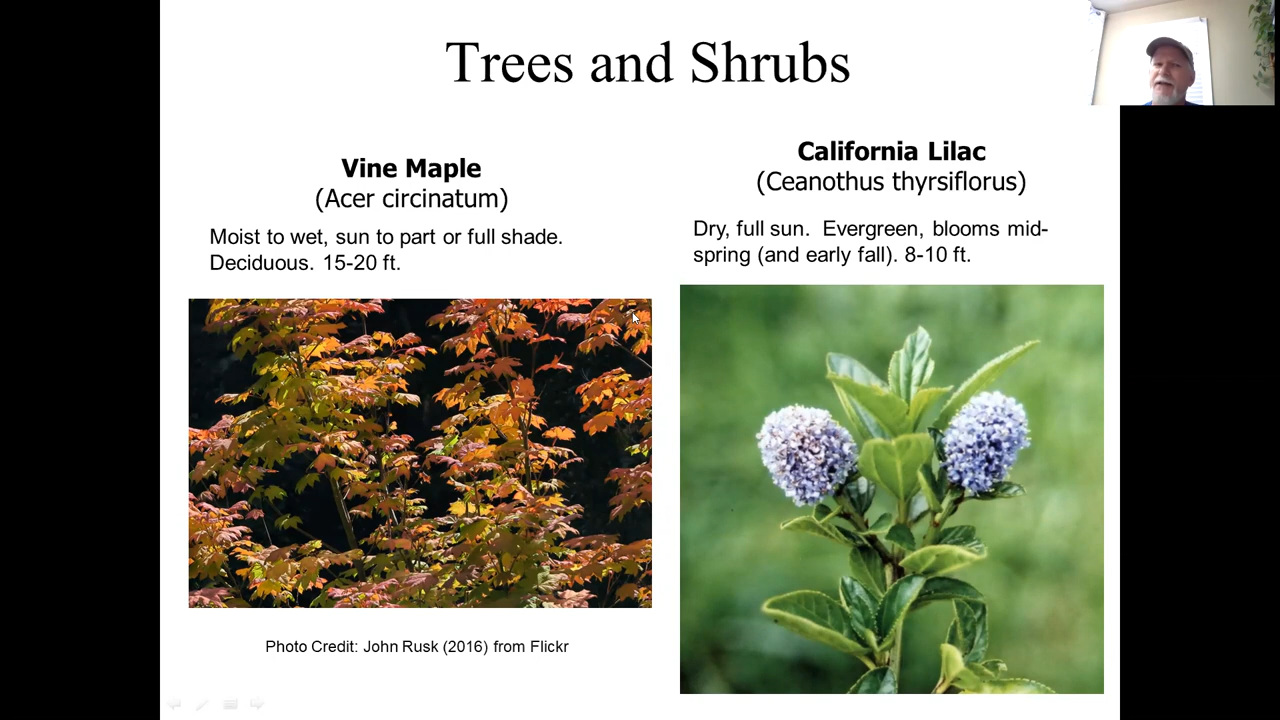 Trees and Shrubs
Vine Maple
(Acer circinatum)
Moist to wet, sun to part or full shade.
Deciduous. 15-20 ft.
California Lilac
(Ceanothus thyrsiflorus)
Dry, full sun.  Evergreen, blooms mid-
spring (and early fall). 8-10 ft.
Photo Credit: John Rusk (2016) from Flickr